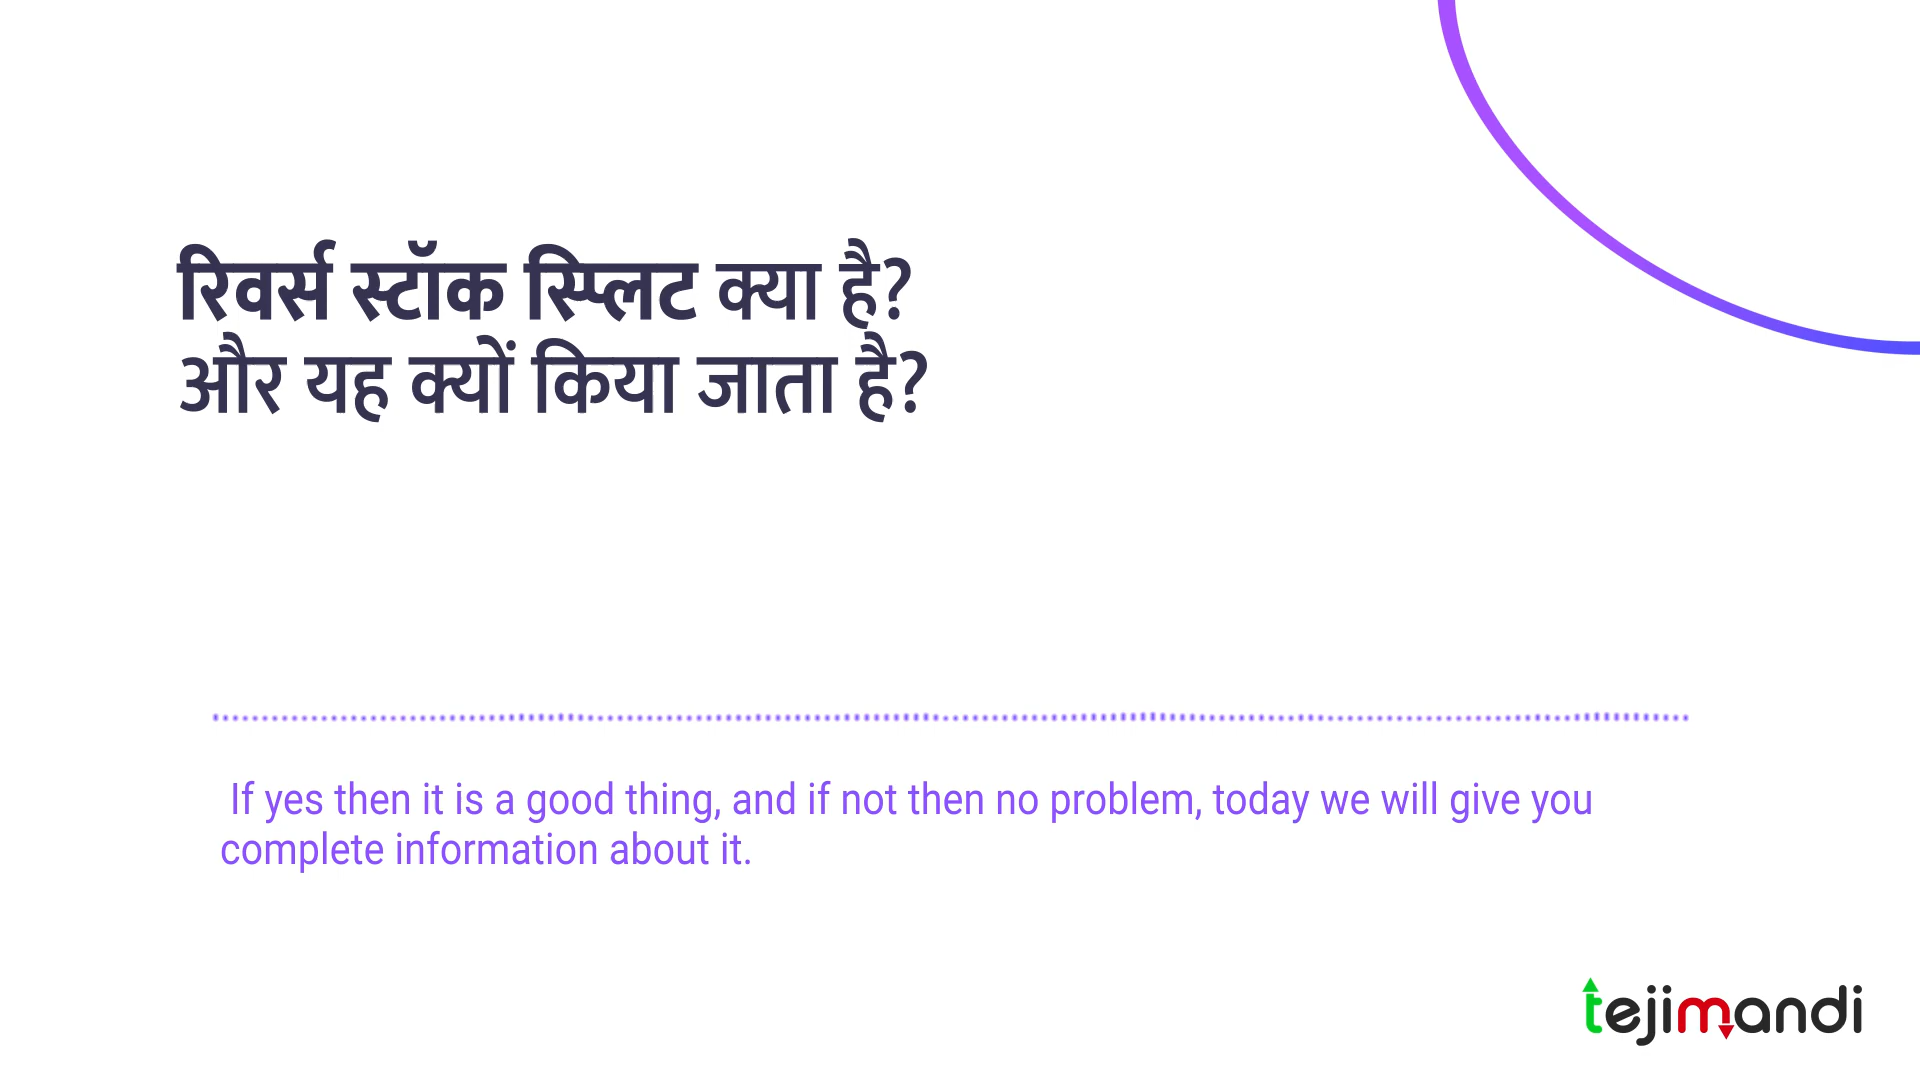 रिवर्स स्टॉक स्प्लिट क्या है?
और यह क्यों किया जाता है?
If yes then it is a good thing, and if not then no problem, today we will give you
complete information about it.
tejimandi